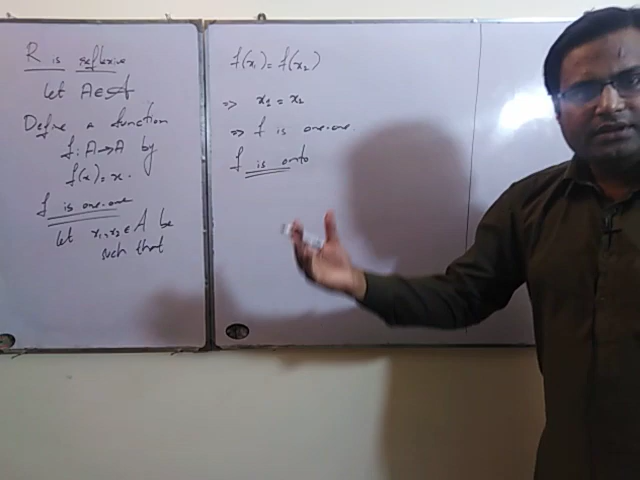 R is reflexive
Let A∈𝒜
Define a function
f: A→A by
f(x) = x.
f is one-one
Let x₁, x₂ ∈ A be
such that
f(x₁) = f(x₂)
⇒ x₁ = x₂
⇒ f is one-one.
f is onto